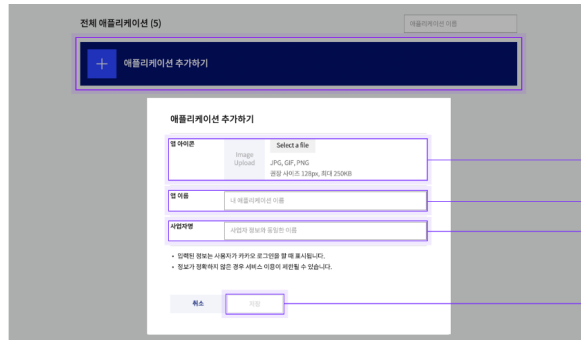 전체 애플리케이션 (5)
애플리케이션 이름
애플리케이션 추가하기
애플리케이션 추가하기
앱 아이콘
Image
Upload
Select a file
JPG, GIF, PNG
권장 사이즈 128px, 최대 250KB
앱 이름
내 애플리케이션 이름
사업자명
사업자 정보와 동일한 이름
• 입력된 정보는 사용자가 카카오 로그인을 할 때 표시됩니다.
• 정보가 정확하지 않은 경우 서비스 이용이 제한될 수 있습니다.
취소
저장